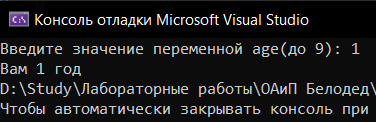 Консоль отладки Microsoft Visual Studio
Введите значение переменной age(до 9): 1
Вам 1 год
D:\Study\Лабораторные работы\ОАиП Белодед\
Чтобы автоматически закрывать консоль при